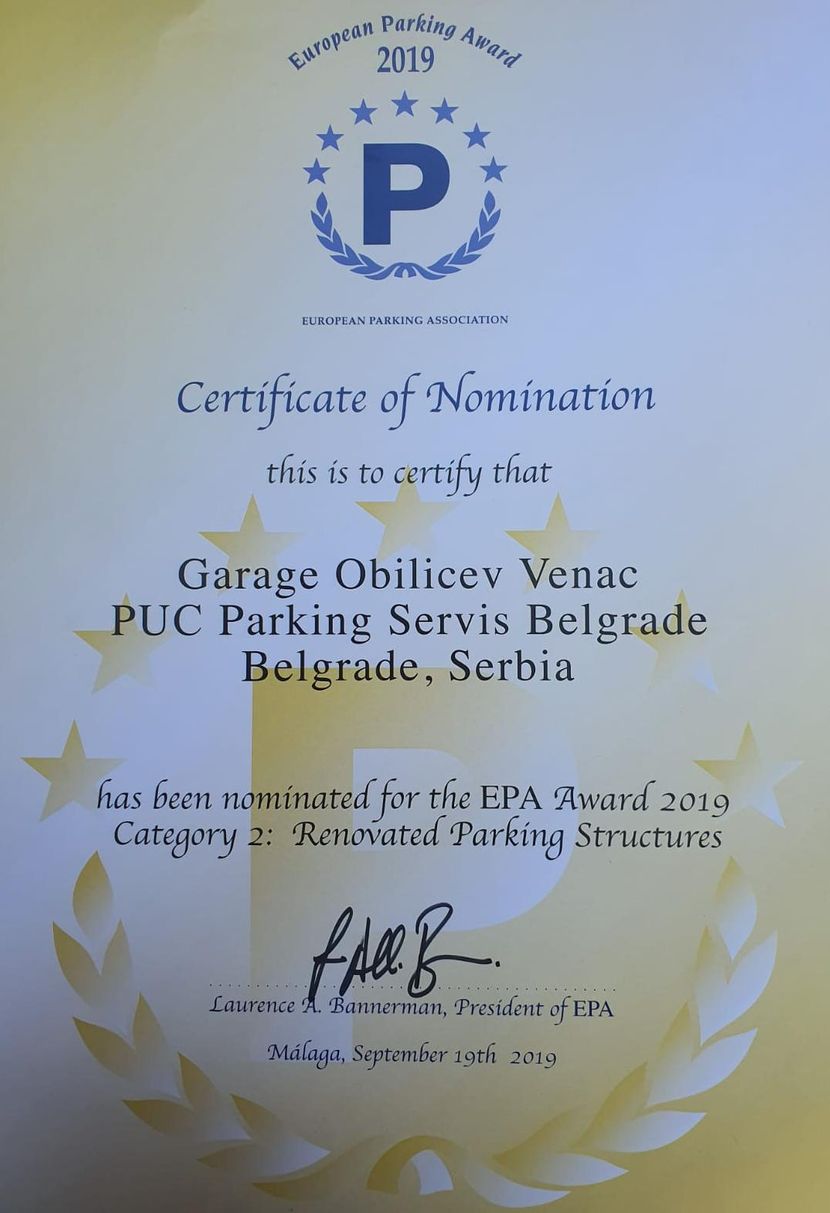 European Parking Award
2019
P
EUROPEAN PARKING ASSOCIATION
Certificate of Nomination
this is to certify that
Garage Obilicev Venac
PUC Parking Servis Belgrade
Belgrade, Serbia
has been nominated for the EPA Award 2019
Category 2: Renovated Parking Structures
Laurence A. Bannerman, President of EPA
Málaga, September 19th 2019